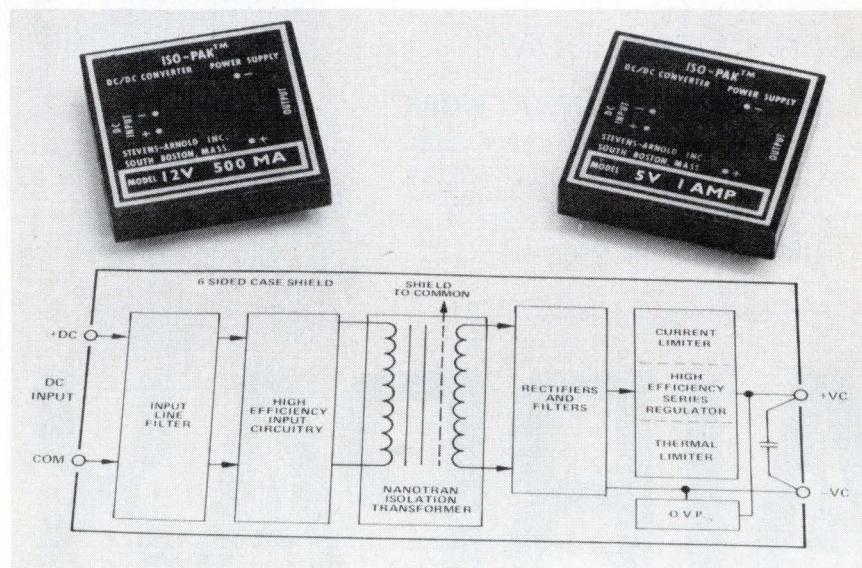 ISO-PAK™
DC/DC CONVERTER POWER SUPPLY
DC INPUT
-
+
-
+
OUTPUT
STEVENS-ARNOLD INC.
SOUTH BOSTON, MASS.
MODEL 12V 500 MA
ISO-PAK™
DC/DC CONVERTER POWER SUPPLY
DC INPUT
-
+
-
+
OUTPUT
STEVENS-ARNOLD INC
SOUTH BOSTON, MASS
MODEL 5V 1 AMP
6 SIDED CASE SHIELD
SHIELD
TO COMMON
+DC
DC
INPUT
COM
INPUT
LINE
FILTER
HIGH
EFFICIENCY
INPUT
CIRCUITRY
NANOTRAN
ISOLATION
TRANSFORMER
RECTIFIERS
AND
FILTERS
CURRENT
LIMITER
HIGH
EFFICIENCY
SERIES
REGULATOR
THERMAL
LIMITER
O.V.P.
+VC
-VC